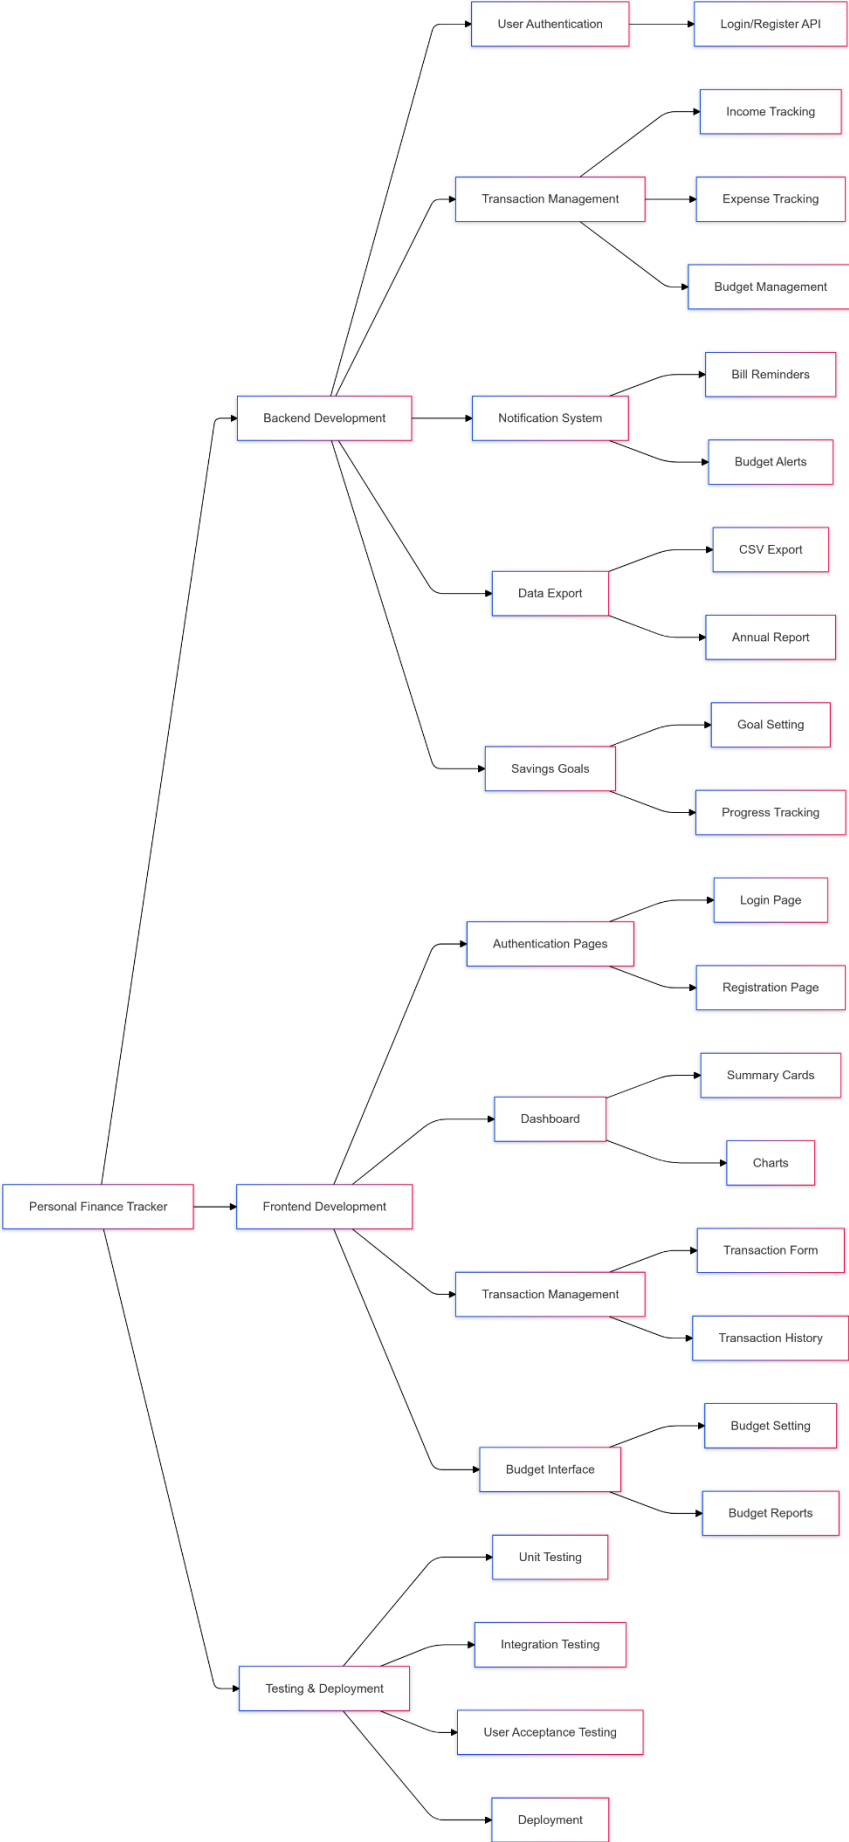 Personal Finance Tracker
Backend Development
User Authentication
Login/Register API
Transaction Management
Income Tracking
Expense Tracking
Budget Management
Notification System
Bill Reminders
Budget Alerts
Data Export
CSV Export
Annual Report
Savings Goals
Goal Setting
Progress Tracking
Frontend Development
Authentication Pages
Login Page
Registration Page
Dashboard
Summary Cards
Charts
Transaction Management
Transaction Form
Transaction History
Budget Interface
Budget Setting
Budget Reports
Testing & Deployment
Unit Testing
Integration Testing
User Acceptance Testing
Deployment